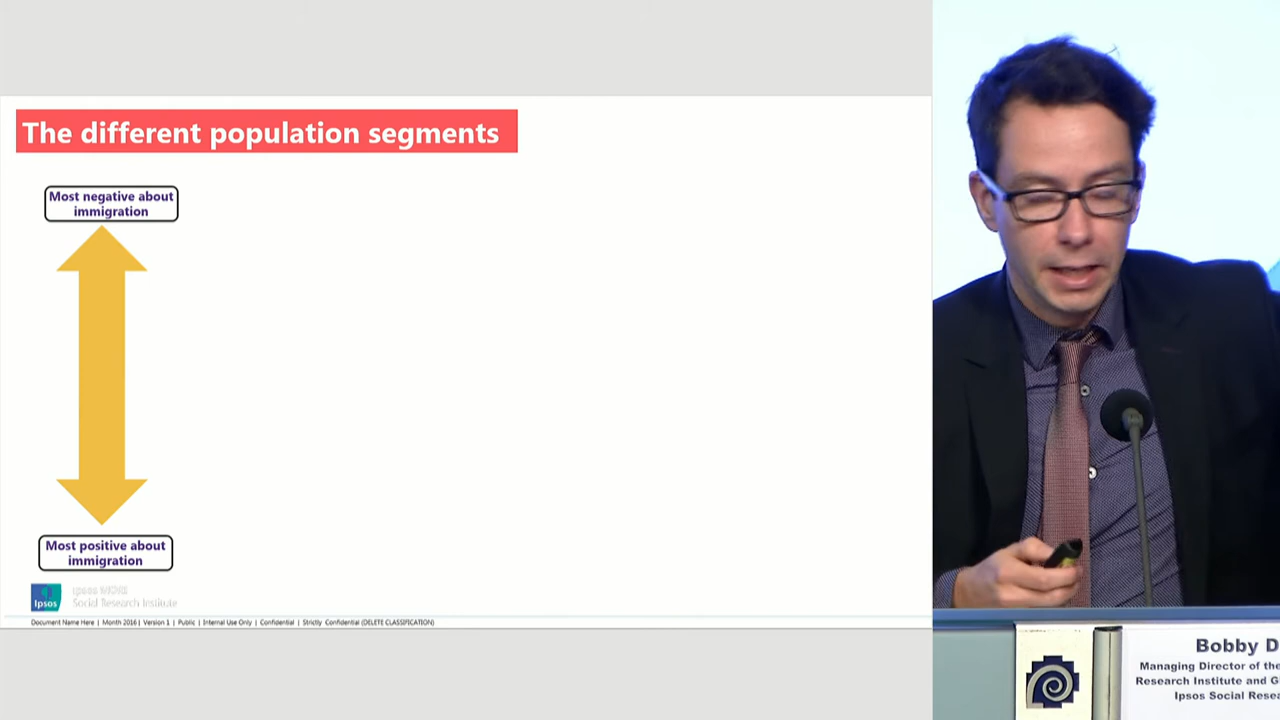 The different population segments
Most negative about
immigration
Most positive about
immigration
Ipsos
Ipsos MORI
Social Research Institute
Document Name Here | Month 2016 | Version 1 | Public | Internal Use Only | Confidential | Strictly Confidential (DELETE CLASSIFICATION)
Bobby D
Managing Director of the
Research Institute and G
Ipsos Social Resea